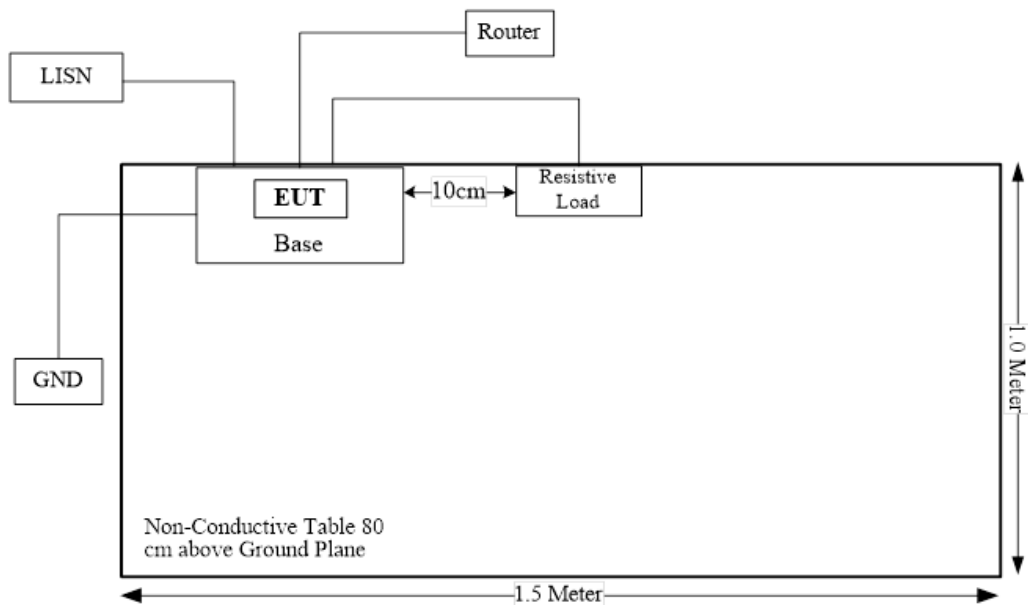 Router
LISN
EUT
Base
10cm
Resistive
Load
GND
1.0 Meter
Non-Conductive Table 80
cm above Ground Plane
1.5 Meter